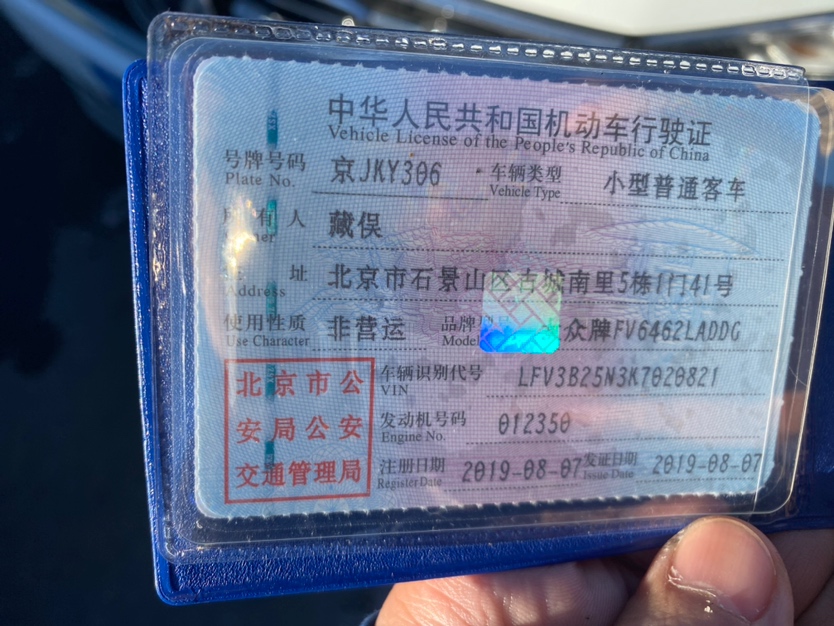 中华人民共和国机动车行驶证
Vehicle License of the People's Republic of China
号牌号码 京JKY306 车辆类型 小型普通客车
Plate No. Vehicle Type
有人 藏俣
址 北京市石景山区古城南里5栋1门141号
Address
使用性质 非营运 品牌 众牌FV6462LADDG
Use Character Model
北京市公 车辆识别代号 LFV3B25N3K7020821
VIN
安局公安 发动机号码 012350
Engine No.
交通管理局 注册日期 2019-08-07 发证日期 2019-08-07
Register Date Issue Date